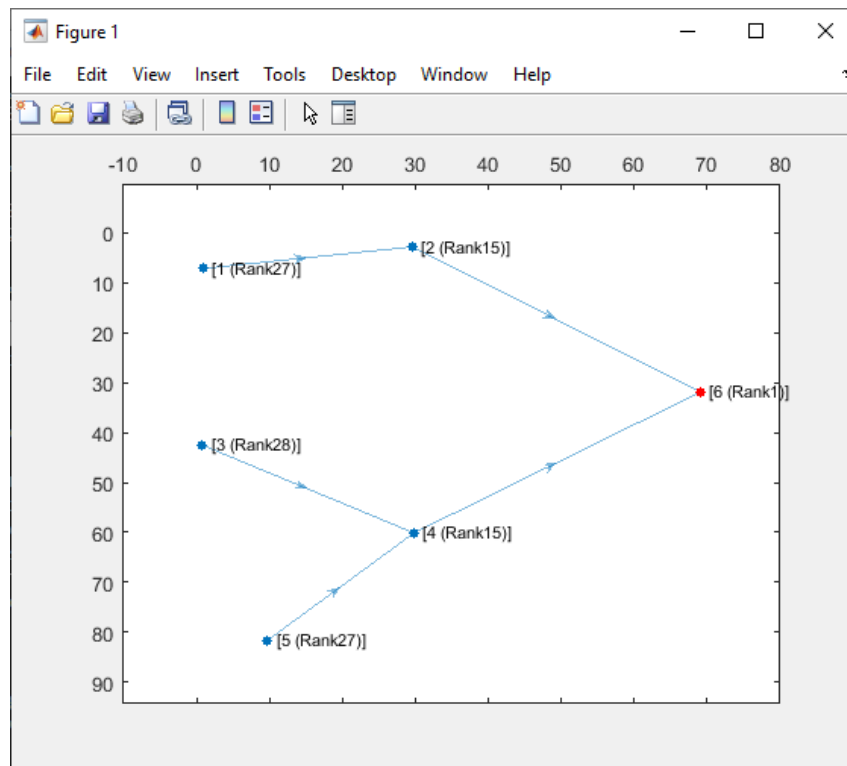 Figure 1
File Edit View Insert Tools Desktop Window Help
-10 0 10 20 30 40 50 60 70 80
0
[2 (Rank15)]
[1 (Rank27)]
10
20
30
[6 (Rank1)]
40
[3 (Rank28)]
50
60
[4 (Rank15)]
70
80
[5 (Rank27)]
90